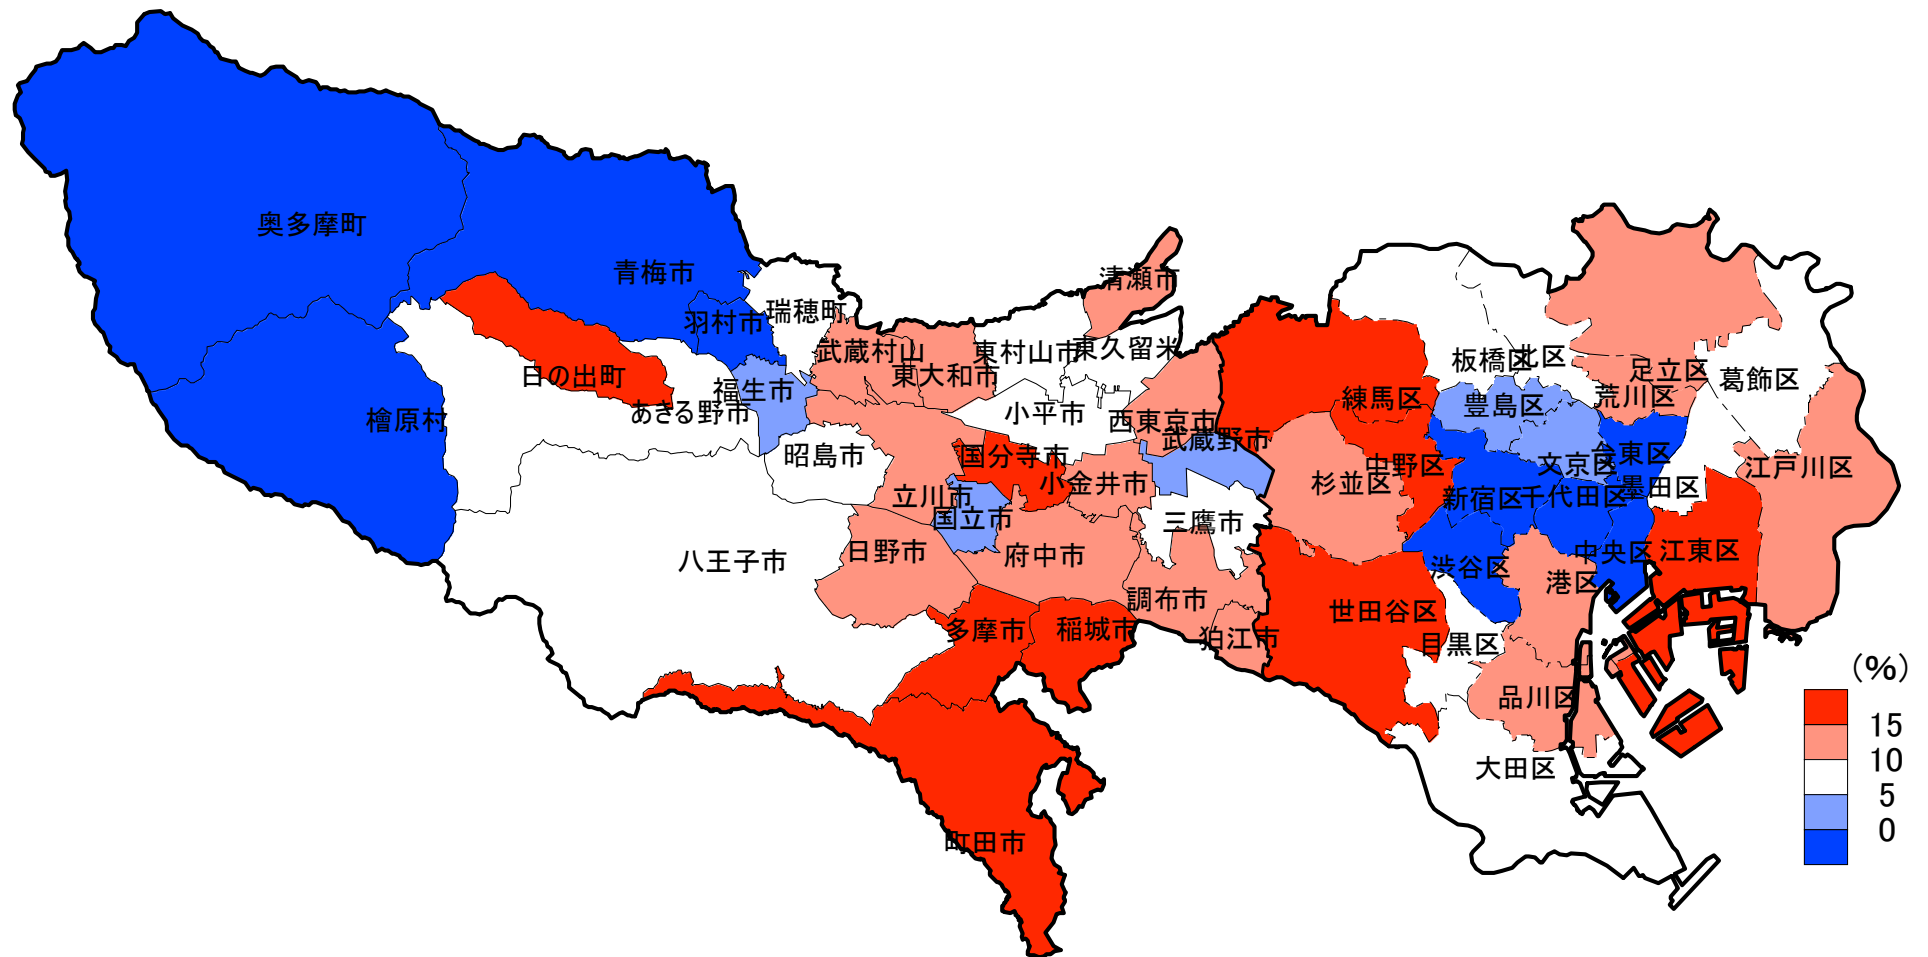 奥多摩町
青梅市
羽村市
瑞穂町
清瀬市
武蔵村山
東大和市
東村山市
東久留米
日の出町
福生市
あきる野市
檜原村
小平市
西東京市
武蔵野市
昭島市
国分寺市
小金井市
立川市
国立市
三鷹市
八王子市
日野市
府中市
調布市
狛江市
多摩市
稲城市
町田市
板橋区
北区
足立区
葛飾区
練馬区
豊島区
荒川区
中野区
杉並区
文京区
台東区
墨田区
江戸川区
新宿区
千代田区
渋谷区
中央区
江東区
港区
世田谷区
目黒区
品川区
大田区
(%)
15
10
5
0